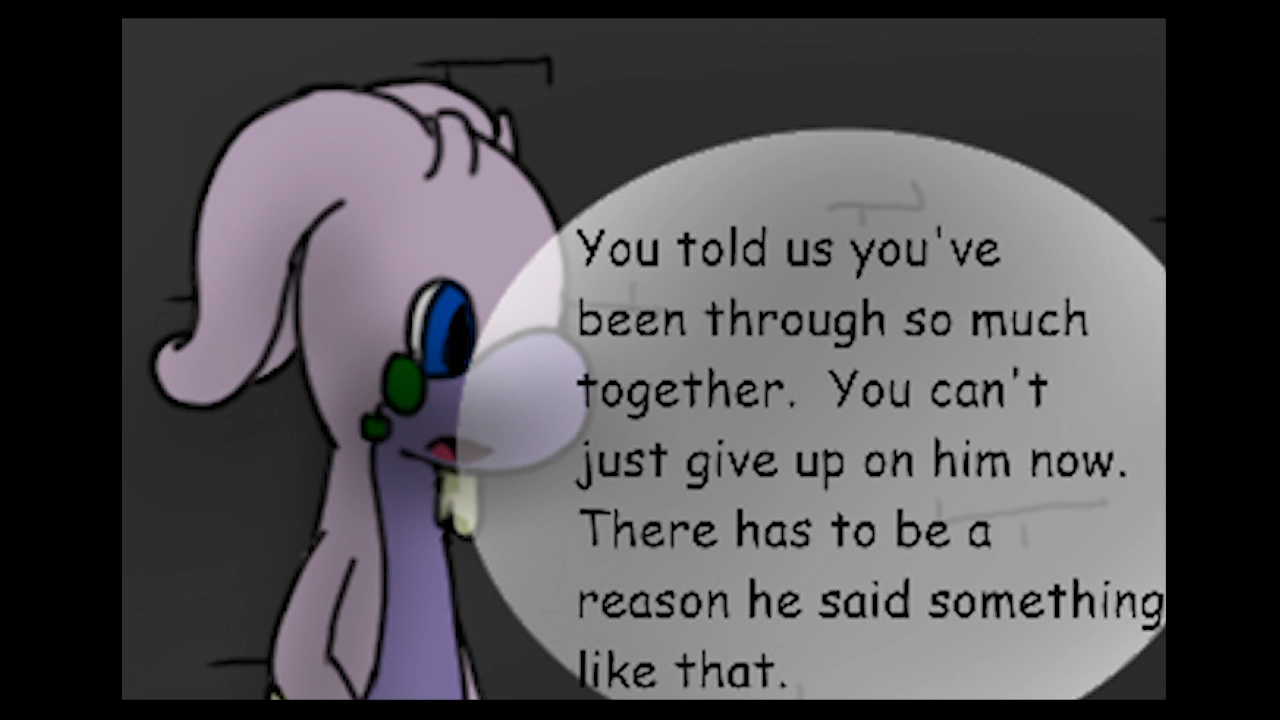 You told us you've
been through so much
together. You can't
just give up on him now.
There has to be a
reason he said something
like that.